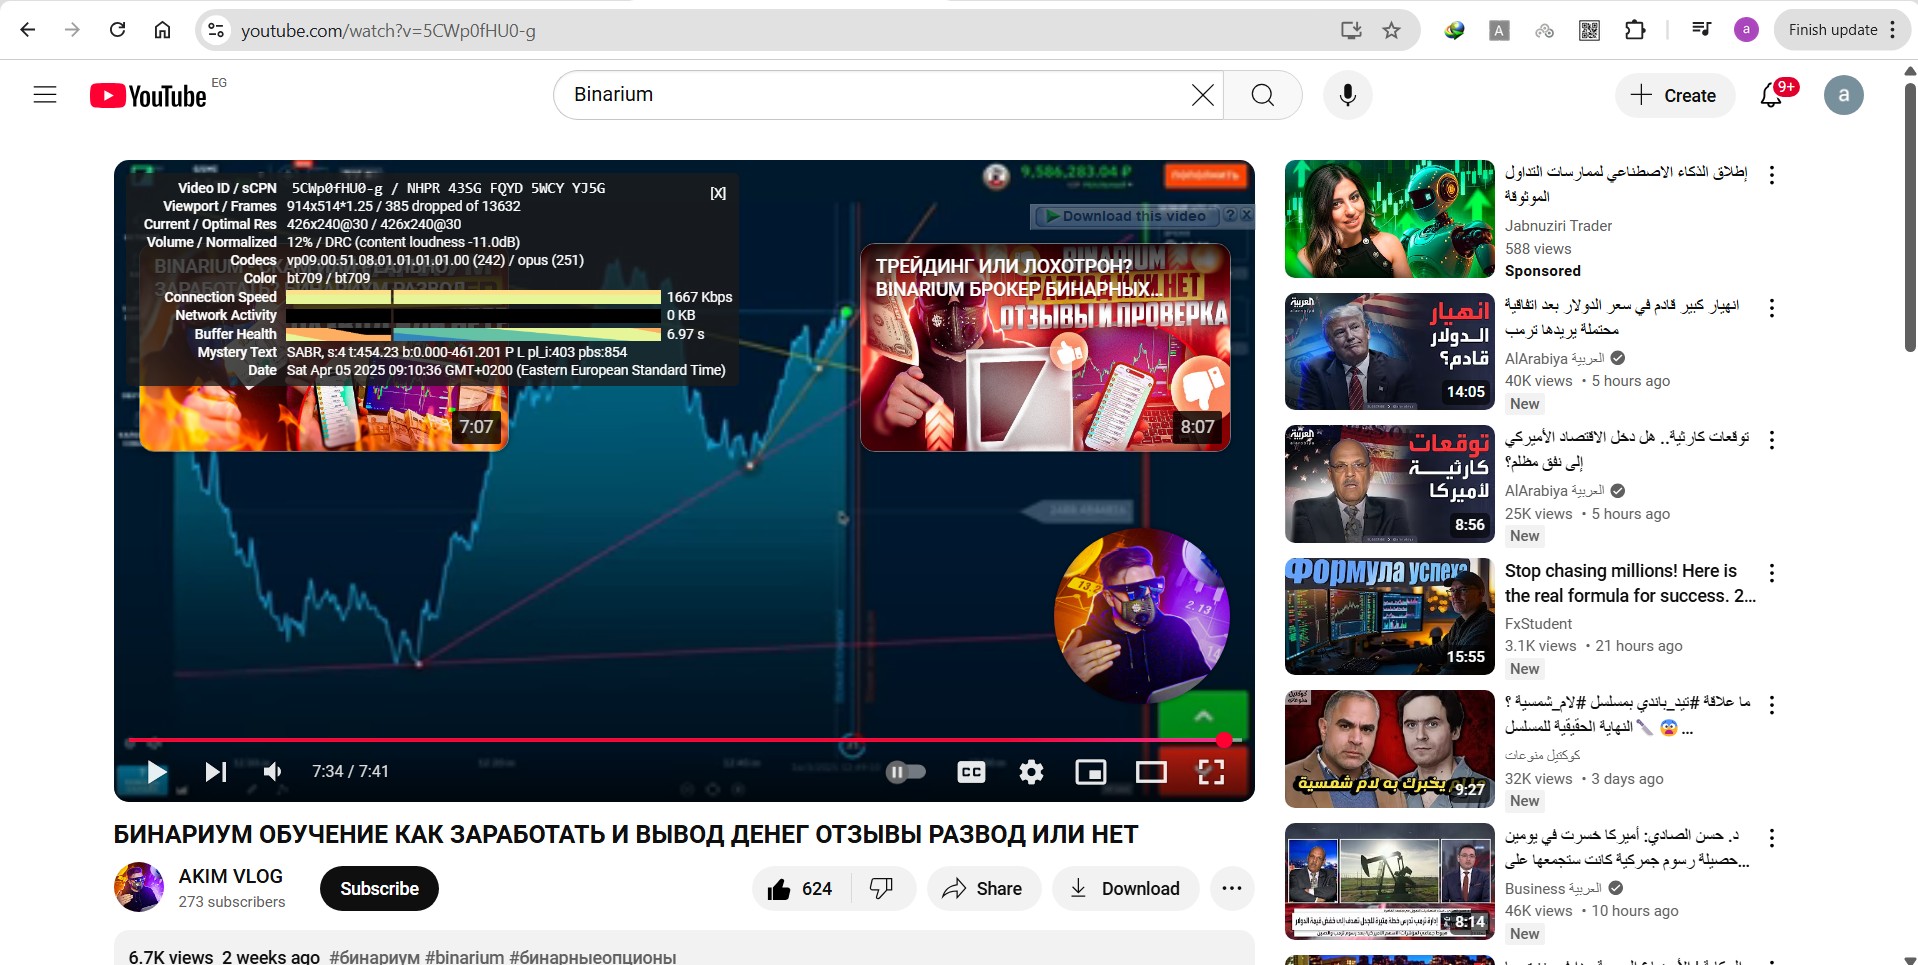 youtube.com/watch?v=5CWp0fHU0-g
Finish update
YouTube EG
Binarium
Create
9+
a
Video ID / sCPN 5CWp0fHU0-g / NHPR 43SG FQYD 5WCY YJ5G
[X]
Viewport / Frames 914x514*1.25 / 385 dropped of 13632
Current / Optimal Res 426x240@30 / 426x240@30
Volume / Normalized 12% / DRC (content loudness -11.0dB)
Codecs vp09.00.51.08.01.01.01.01.00 (242) / opus (251)
Color bt709 / bt709
Connection Speed 1667 Kbps
Network Activity 0 KB
Buffer Health 6.97 s
Mystery Text SABR, s:4 t:454.23 b:0.000-461.201 P L pl_i:403 pbs:854
Date Sat Apr 05 2025 09:10:36 GMT+0200 (Eastern European Standard Time)
7:07
9,586,283.04 ₽
Download this video ? X
ТРЕЙДИНГ ИЛИ ЛОХОТРОН?
BINARIUM БРОКЕР БИНАРНЫХ...
ОТЗЫВЫ И ПРОВЕРКА
8:07
7:34 / 7:41
CC
БИНАРИУМ ОБУЧЕНИЕ КАК ЗАРАБОТАТЬ И ВЫВОД ДЕНЕГ ОТЗЫВЫ РАЗВОД ИЛИ НЕТ
AKIM VLOG
273 subscribers
Subscribe
624
Share
Download
6.7K views 2 weeks ago #бинариум #binarium #бинарныеопционы
إطلاق الذكاء الاصطناعي لممارسات التداول
الموثوقة
Jabnuziri Trader
588 views
Sponsored
العربية
انهيار
الدولار
قادم؟
14:05
انهيار كبير قادم في سعر الدولار بعد اتفاقية
محتملة يريدها ترمب
AlArabiya العربية
40K views • 5 hours ago
New
العربية
توقعات
كارثية
لأميركا
8:56
توقعات كارثية.. هل دخل الاقتصاد الأميركي
إلى نفق مظلم؟
AlArabiya العربية
25K views • 5 hours ago
New
Формула успеха
15:55
Stop chasing millions! Here is
the real formula for success. 2...
FxStudent
3.1K views • 21 hours ago
New
يخبرك به لام شمسية
9:27
ما علاقة #تيد_باندي بمسلسل #لام_شمسية ؟
النهاية الحقيقية للمسلسل 🔪 😱 ...
كوكتيل منوعات
32K views • 3 days ago
New
8:14
د. حسن الصادي: أميركا خسرت في يومين
حصيلة رسوم جمركية كانت ستجمعها على...
Business العربية
46K views • 10 hours ago
New